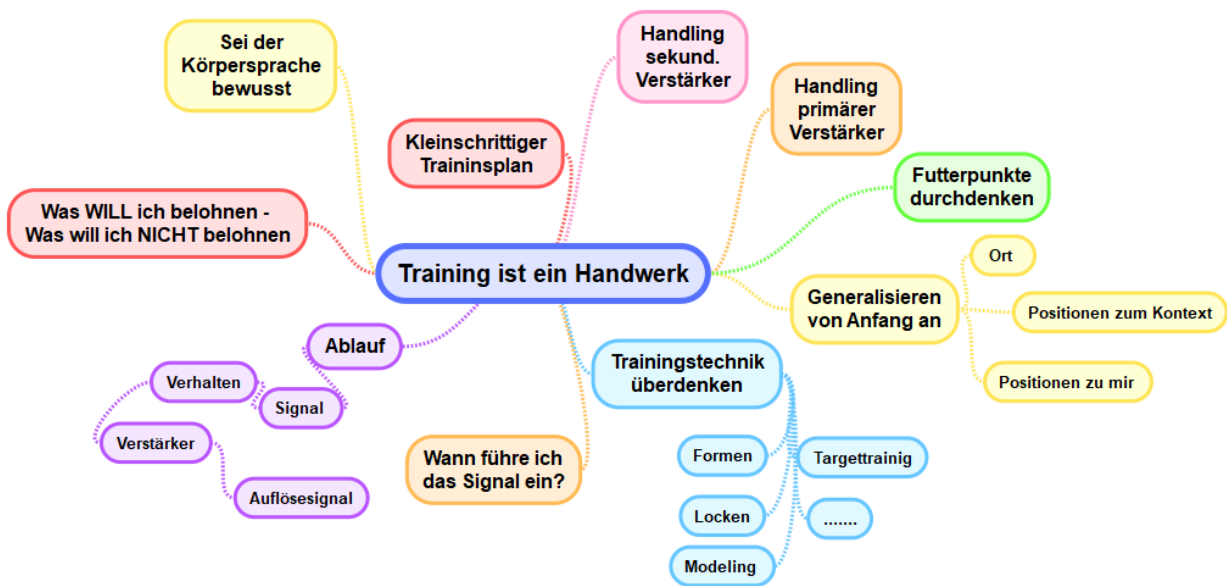 Sei der
Körpersprache
bewusst
Handling
sekund.
Verstärker
Handling
primärer
Verstärker
Kleinschrittiger
Traininsplan
Futterpunkte
durchdenken
Was WILL ich belohnen -
Was will ich NICHT belohnen
Training ist ein Handwerk
Generalisieren
von Anfang an
Ort
Positionen zum Kontext
Positionen zu mir
Ablauf
Signal
Verhalten
Verstärker
Auflösesignal
Wann führe ich
das Signal ein?
Trainingstechnik
überdenken
Formen
Targettrainig
Locken
.......
Modeling